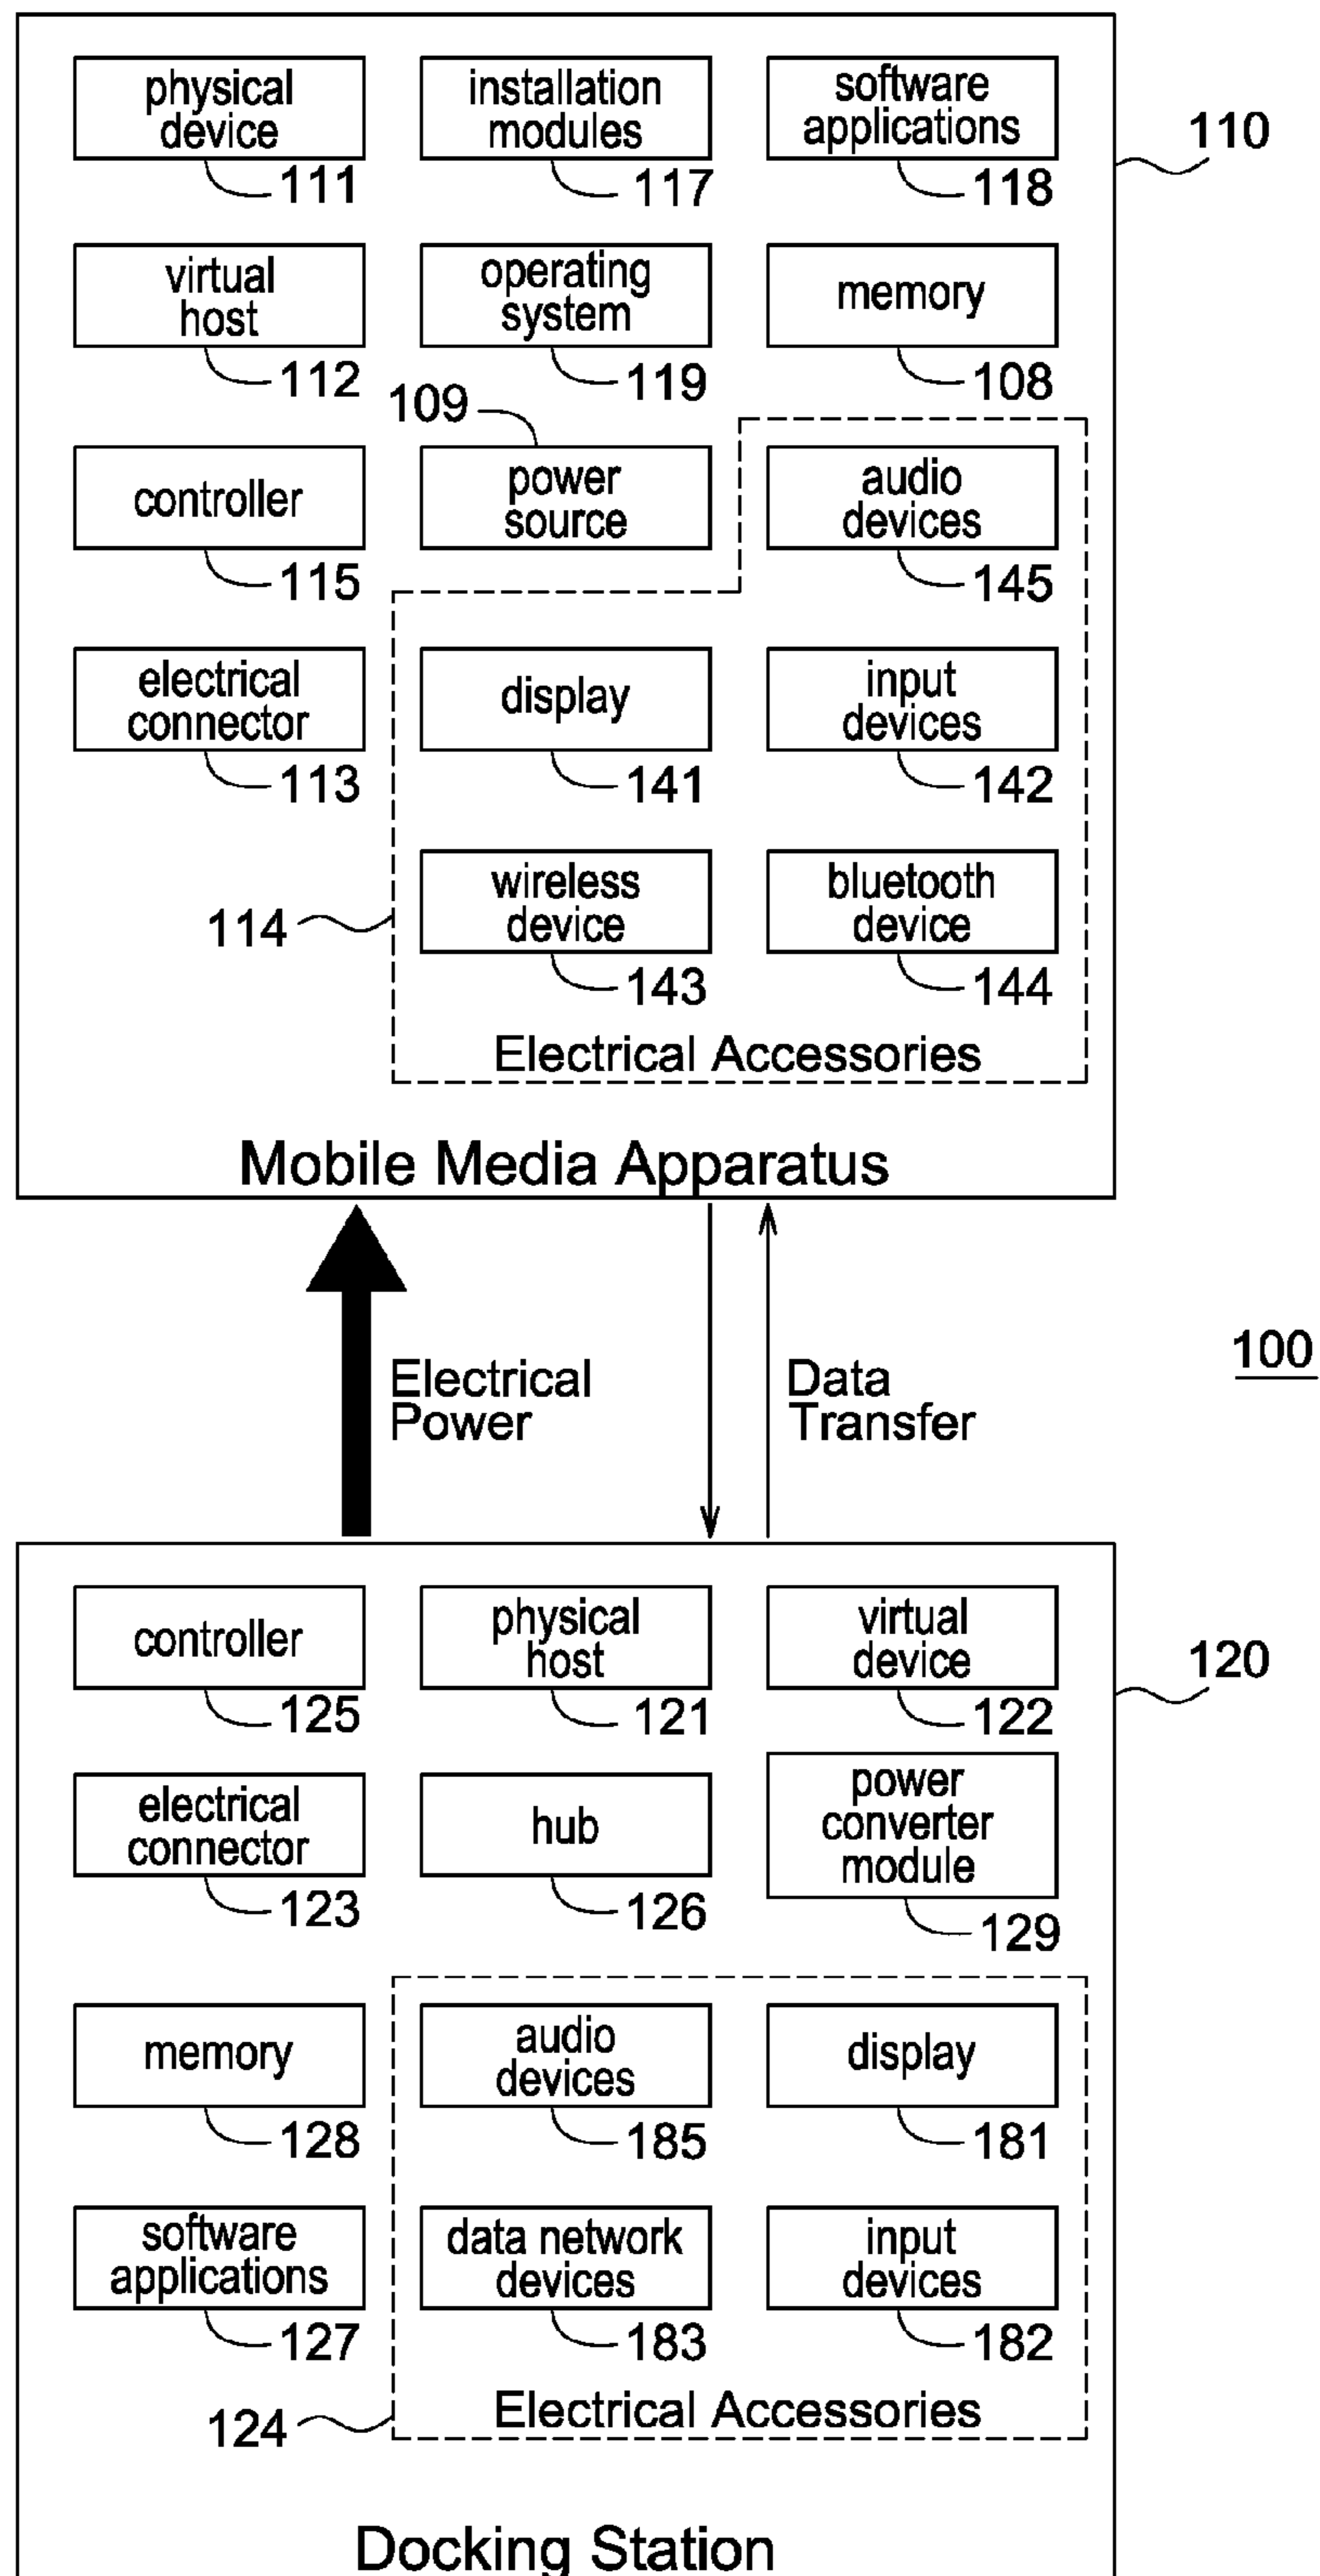 physical
device
111
installation
modules
117
software
applications
118
110
virtual
host
112
operating
system
119
memory
108
controller
115
109
power
source
audio
devices
145
electrical
connector
113
display
141
input
devices
142
114
wireless
device
143
bluetooth
device
144
Electrical Accessories
Mobile Media Apparatus
Electrical
Power
Data
Transfer
100
controller
125
physical
host
121
virtual
device
122
120
electrical
connector
123
hub
126
power
converter
module
129
memory
128
audio
devices
185
display
181
software
applications
127
data network
devices
183
input
devices
182
124
Electrical Accessories
Docking Station